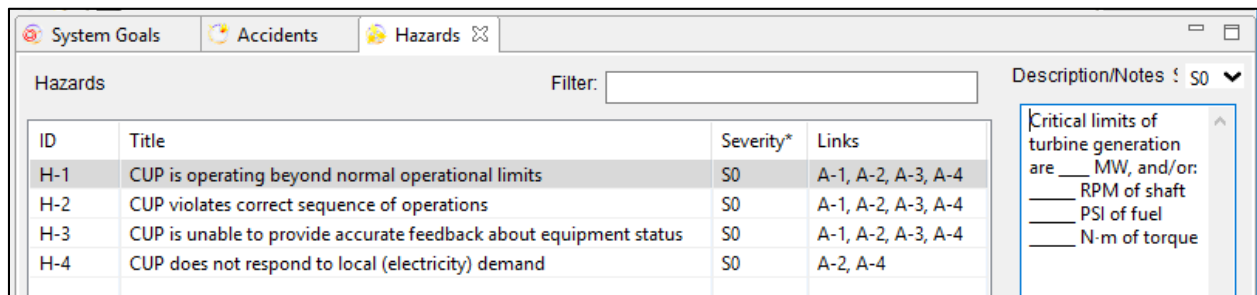 System Goals Accidents Hazards
Hazards Filter: Description/Notes S0
ID Title Severity* Links
H-1 CUP is operating beyond normal operational limits S0 A-1, A-2, A-3, A-4
H-2 CUP violates correct sequence of operations S0 A-1, A-2, A-3, A-4
H-3 CUP is unable to provide accurate feedback about equipment status S0 A-1, A-2, A-3, A-4
H-4 CUP does not respond to local (electricity) demand S0 A-2, A-4
Critical limits of
turbine generation
are ___ MW, and/or:
_____ RPM of shaft
_____ PSI of fuel
_____ N·m of torque